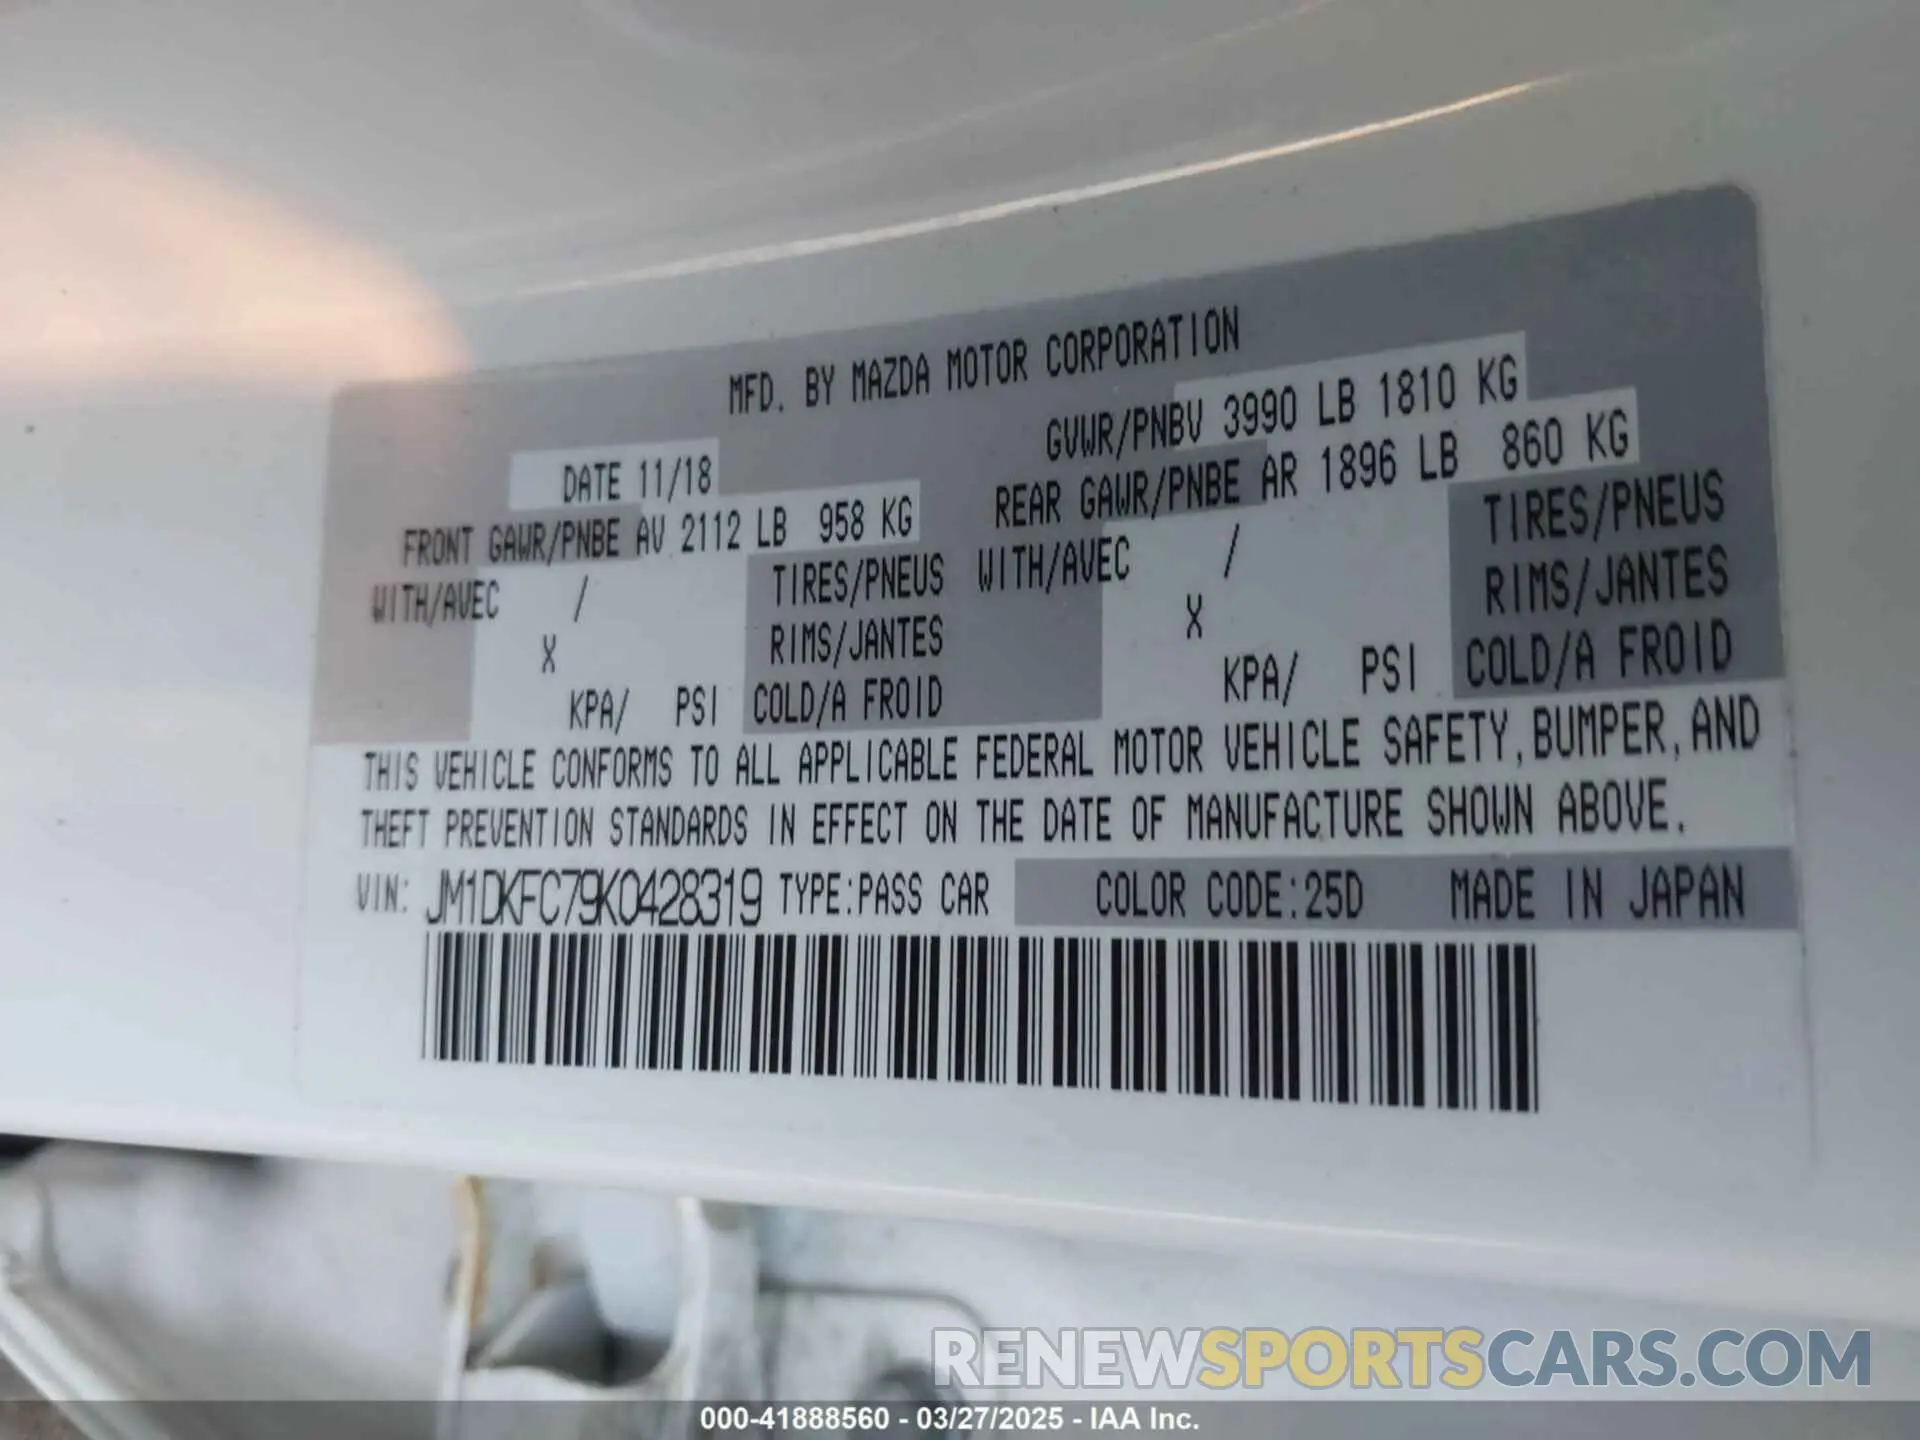 MFD. BY MAZDA MOTOR CORPORATION
DATE 11/18 GVWR/PNBV 3990 LB 1810 KG
FRONT GAWR/PNBE AV 2112 LB 958 KG REAR GAWR/PNBE AR 1896 LB 860 KG
WITH/AVEC / TIRES/PNEUS WITH/AVEC / TIRES/PNEUS
X RIMS/JANTES X RIMS/JANTES
KPA/ PSI COLD/A FROID KPA/ PSI COLD/A FROID
THIS VEHICLE CONFORMS TO ALL APPLICABLE FEDERAL MOTOR VEHICLE SAFETY, BUMPER, AND
THEFT PREVENTION STANDARDS IN EFFECT ON THE DATE OF MANUFACTURE SHOWN ABOVE.
VIN: JM1DKFC79K0428319 TYPE: PASS CAR COLOR CODE: 25D MADE IN JAPAN
RENEWSPORTSCARS.COM
000-41888560 - 03/27/2025 - IAA Inc.